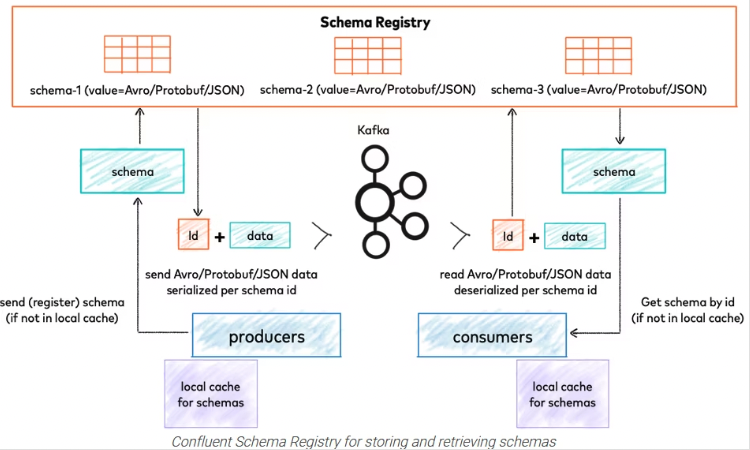 Schema Registry
schema-1 (value=Avro/Protobuf/JSON)
schema-2 (value=Avro/Protobuf/JSON)
schema-3 (value=Avro/Protobuf/JSON)
Kafka
schema
schema
Id + data
Id + data
send Avro/Protobuf/JSON data
serialized per schema id
read Avro/Protobuf/JSON data
deserialized per schema id
send (register) schema
(if not in local cache)
Get schema by id
(if not in local cache)
producers
consumers
local cache
for schemas
local cache
for schemas
Confluent Schema Registry for storing and retrieving schemas